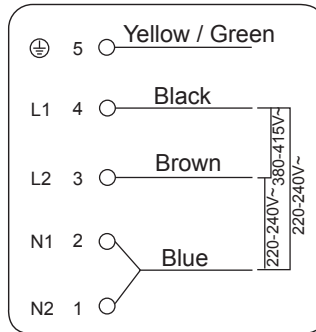 5 Yellow / Green
L1 4 Black
L2 3 Brown
N1 2
Blue
N2 1
380-415V~
220-240V~
220-240V~